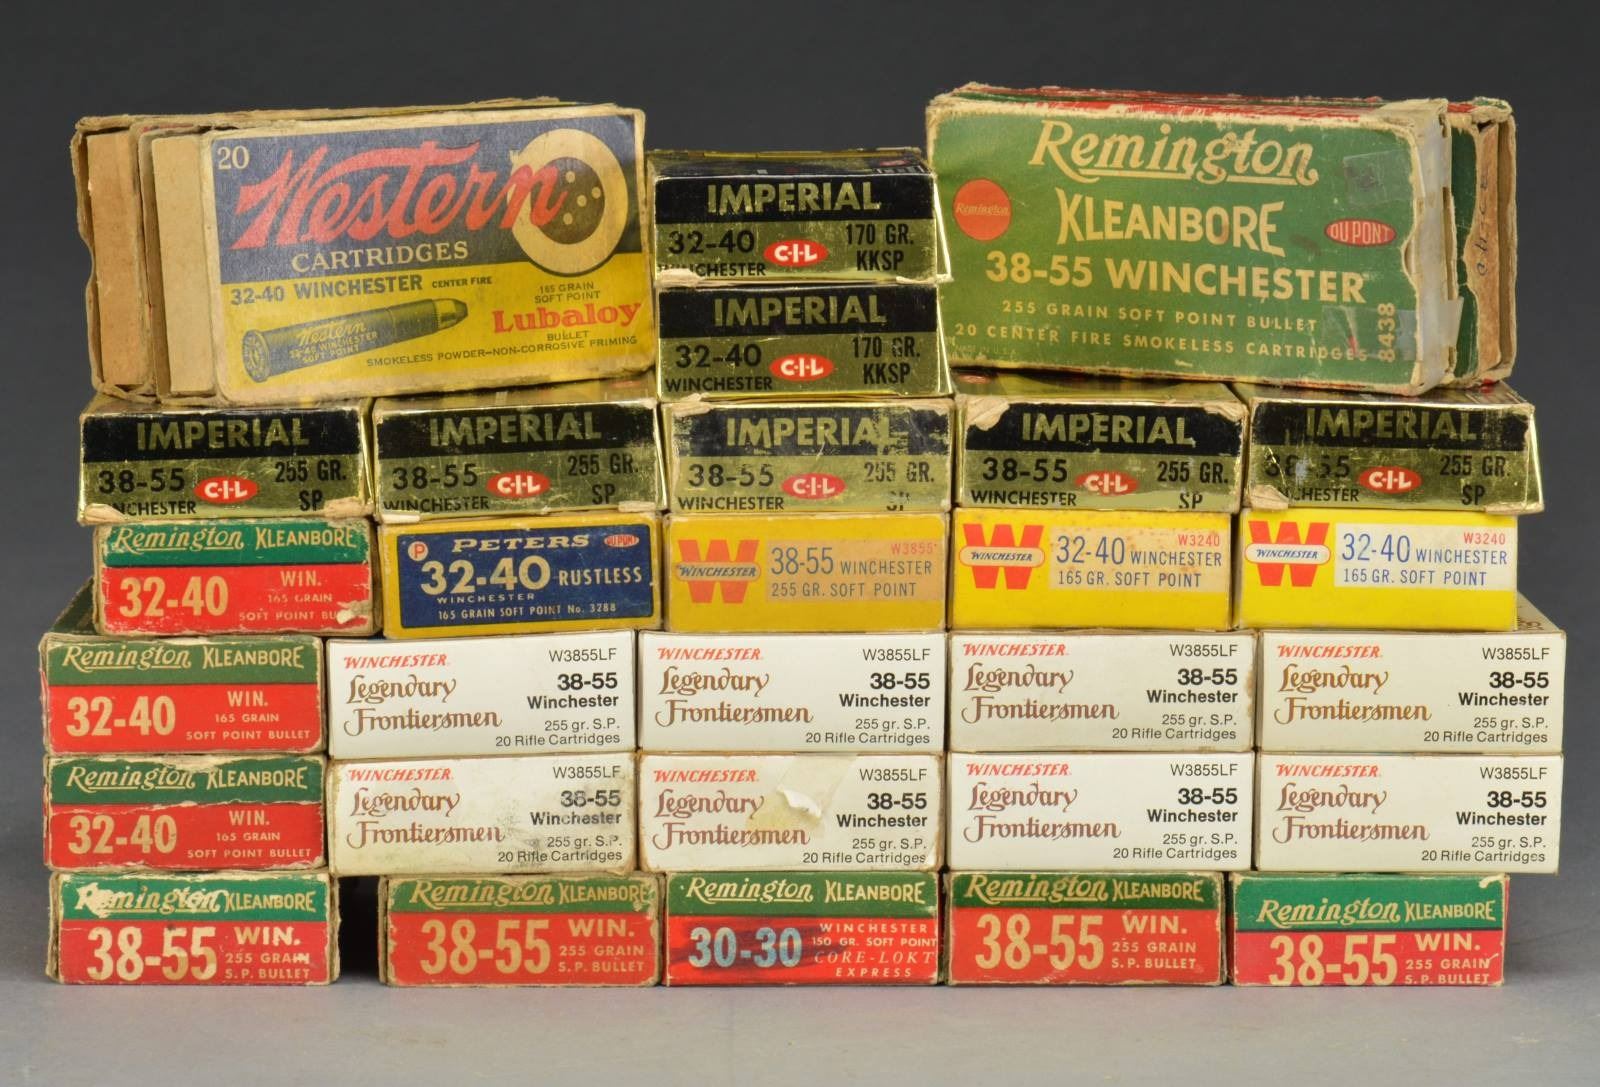 20
Western
CARTRIDGES
32-40 WINCHESTER CENTER FIRE
165 GRAIN
SOFT POINT
Lubaloy
BULLET
SMOKELESS POWDER-NON-CORROSIVE PRIMING
Western
32-40 WINCHESTER
SOFT POINT
IMPERIAL
32-40
WINCHESTER
C-I-L
170 GR.
KKSP
IMPERIAL
32-40
WINCHESTER
C-I-L
170 GR.
KKSP
Remington
Remington
KLEANBORE
DU PONT
38-55 WINCHESTER
255 GRAIN SOFT POINT BULLET
20 CENTER FIRE SMOKELESS CARTRIDGES
8438
IMPERIAL
38-55
WINCHESTER
C-I-L
255 GR.
SP
IMPERIAL
38-55
WINCHESTER
C-I-L
255 GR.
SP
IMPERIAL
38-55
WINCHESTER
C-I-L
255 GR.
SP
IMPERIAL
38-55
WINCHESTER
C-I-L
255 GR.
SP
IMPERIAL
38-55
WINCHESTER
C-I-L
255 GR.
SP
Remington KLEANBORE
32-40
WIN.
165 GRAIN
SOFT POINT BU
P
PETERS
DU PONT
32-40 RUSTLESS
WINCHESTER
165 GRAIN SOFT POINT No. 3288
W
WINCHESTER
W3855
38-55 WINCHESTER
255 GR. SOFT POINT
W
WINCHESTER
W3240
32-40 WINCHESTER
165 GR. SOFT POINT
W
WINCHESTER
W3240
32-40 WINCHESTER
165 GR. SOFT POINT
Remington KLEANBORE
32-40
WIN.
165 GRAIN
SOFT POINT BULLET
WINCHESTER
Legendary
Frontiersmen
W3855LF
38-55
Winchester
255 gr. S.P.
20 Rifle Cartridges
WINCHESTER
Legendary
Frontiersmen
W3855LF
38-55
Winchester
255 gr. S.P.
20 Rifle Cartridges
WINCHESTER
Legendary
Frontiersmen
W3855LF
38-55
Winchester
255 gr. S.P.
20 Rifle Cartridges
WINCHESTER
Legendary
Frontiersmen
W3855LF
38-55
Winchester
255 gr. S.P.
20 Rifle Cartridges
Remington KLEANBORE
32-40
WIN.
165 GRAIN
SOFT POINT BULLET
WINCHESTER
Legendary
Frontiersmen
W3855LF
38-55
Winchester
255 gr. S.P.
20 Rifle Cartridges
WINCHESTER
Legendary
Frontiersmen
W3855LF
38-55
Winchester
255 gr. S.P.
20 Rifle Cartridges
WINCHESTER
Legendary
Frontiersmen
W3855LF
38-55
Winchester
255 gr. S.P.
20 Rifle Cartridges
WINCHESTER
Legendary
Frontiersmen
W3855LF
38-55
Winchester
255 gr. S.P.
20 Rifle Cartridges
Remington KLEANBORE
38-55
WIN.
255 GRAIN
S.P. BULLET
Remington KLEANBORE
38-55
WIN.
255 GRAIN
S.P. BULLET
Remington KLEANBORE
30-30
WINCHESTER
150 GR. SOFT POINT
CORE-LOKT
EXPRESS
Remington KLEANBORE
38-55
WIN.
255 GRAIN
S.P. BULLET
Remington KLEANBORE
38-55
WIN.
255 GRAIN
S.P. BULLET